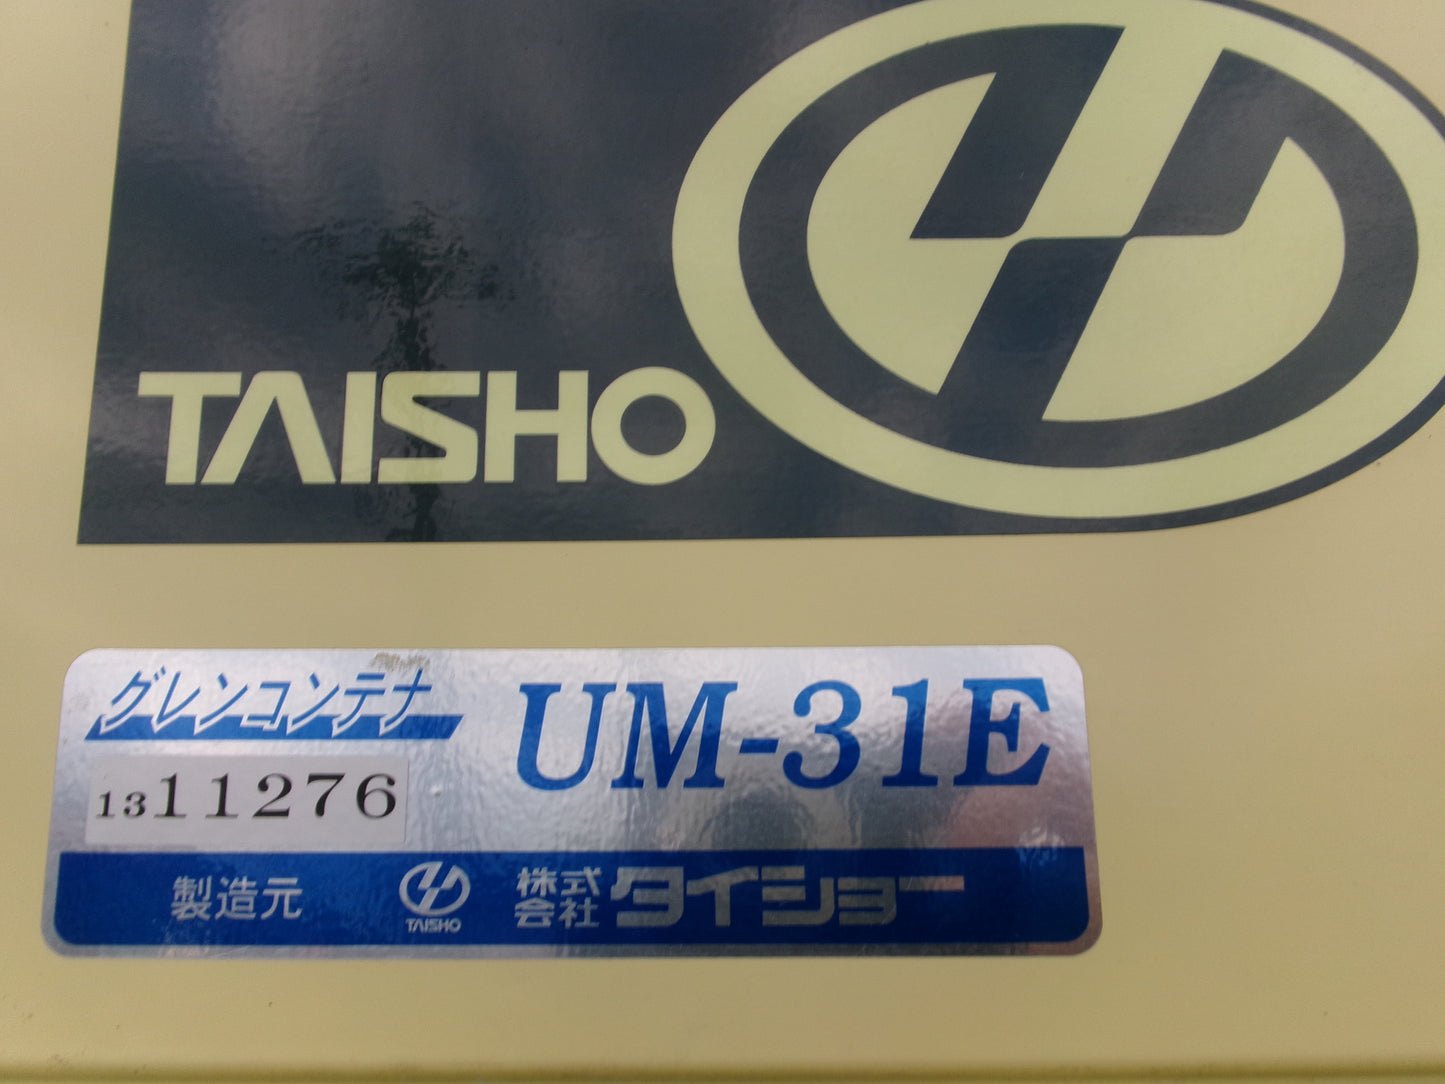 TAISHO
グレンコンテナ
UM-31E
1311276
製造元
TAISHO
株式会社
タイショー